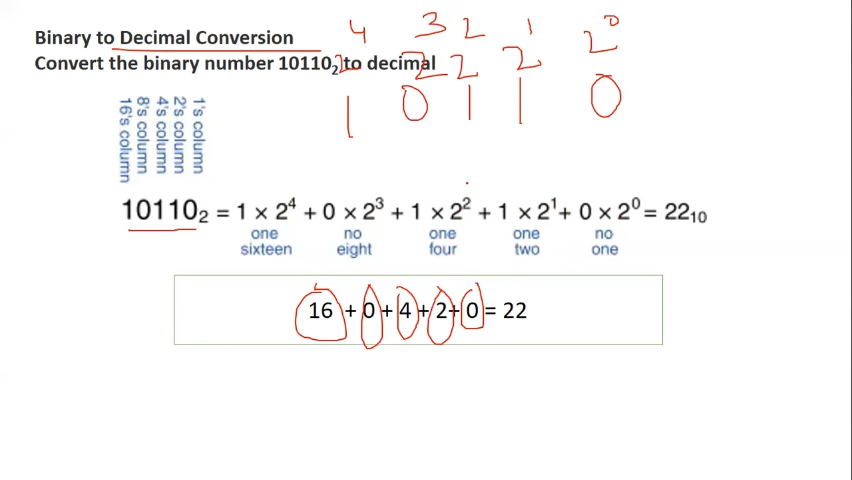 Binary to Decimal Conversion
4 3 2 1 0
2 2 2 2 2
Convert the binary number 10110₂ to decimal
1 0 1 1 0
16's column
8's column
4's column
2's column
1's column
10110₂ = 1 × 2⁴ + 0 × 2³ + 1 × 2² + 1 × 2¹+ 0 × 2⁰ = 22₁₀
one no one one no
sixteen eight four two one
16 + 0 + 4 + 2+ 0 = 22